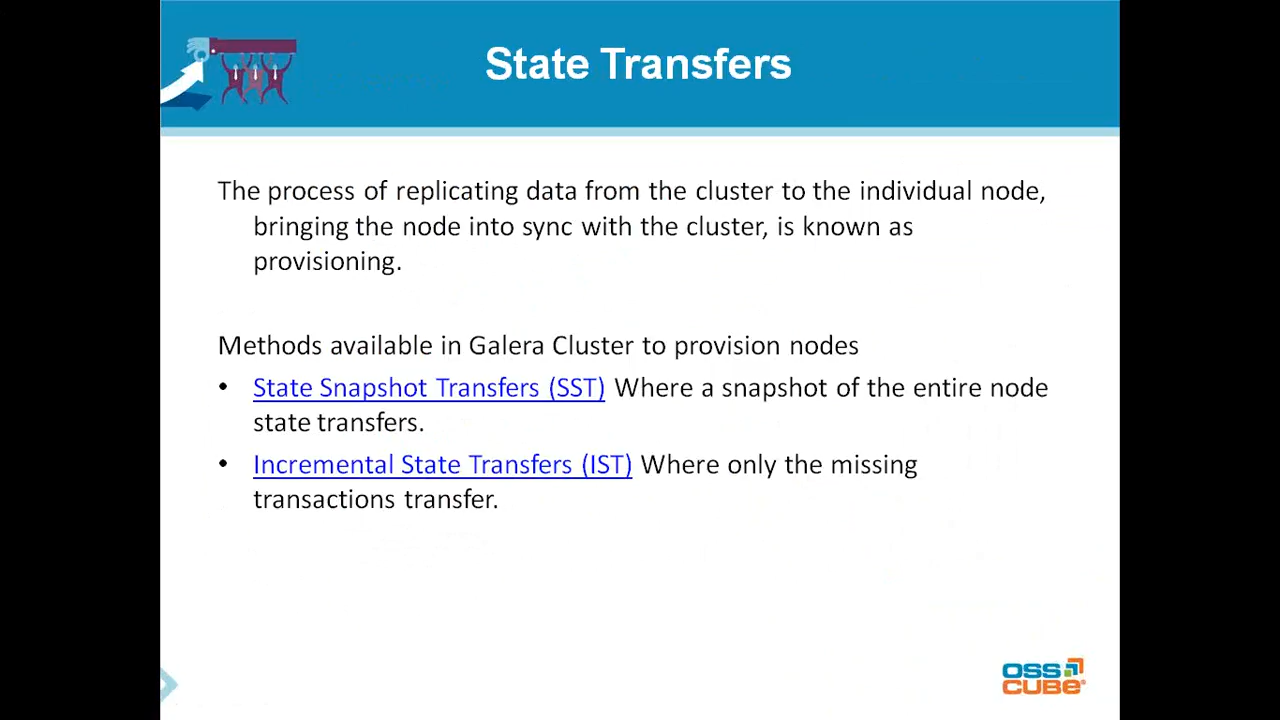 State Transfers
The process of replicating data from the cluster to the individual node,
bringing the node into sync with the cluster, is known as
provisioning.
Methods available in Galera Cluster to provision nodes
• State Snapshot Transfers (SST) Where a snapshot of the entire node
state transfers.
• Incremental State Transfers (IST) Where only the missing
transactions transfer.
OSS
CUBE®